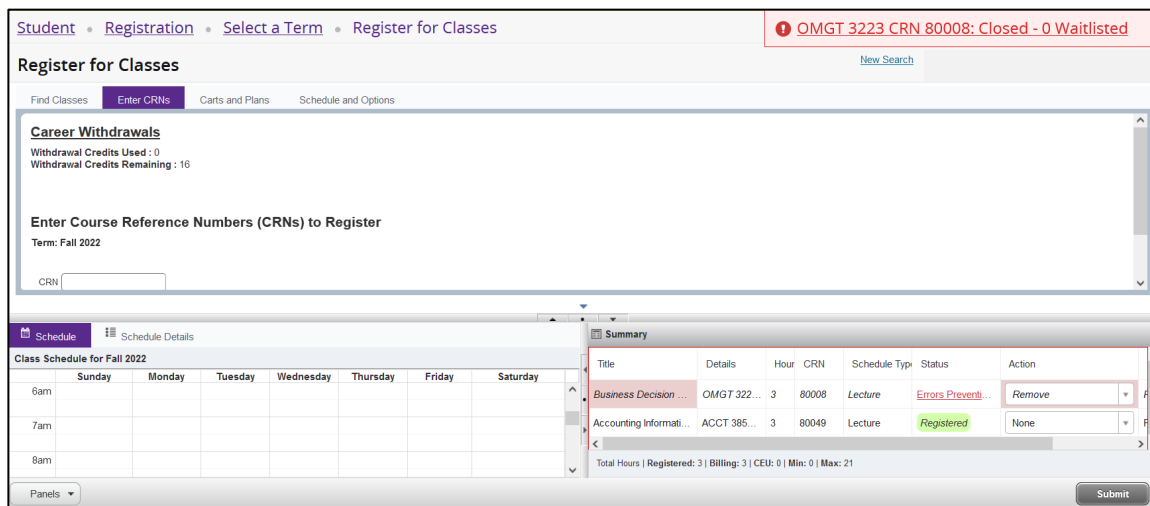 Student • Registration • Select a Term • Register for Classes
OMGT 3223 CRN 80008: Closed - 0 Waitlisted
Register for Classes
New Search
Find Classes Enter CRNs Carts and Plans Schedule and Options
Career Withdrawals
Withdrawal Credits Used : 0
Withdrawal Credits Remaining : 16
Enter Course Reference Numbers (CRNs) to Register
Term: Fall 2022
CRN
Schedule Schedule Details
Class Schedule for Fall 2022
Sunday Monday Tuesday Wednesday Thursday Friday Saturday
6am
7am
8am
Summary
Title Details Hour CRN Schedule Type Status Action
Business Decision ... OMGT 322... 3 80008 Lecture Errors Preventi... Remove
Accounting Informati... ACCT 385... 3 80049 Lecture Registered None
Total Hours | Registered: 3 | Billing: 3 | CEU: 0 | Min: 0 | Max: 21
Panels
Submit